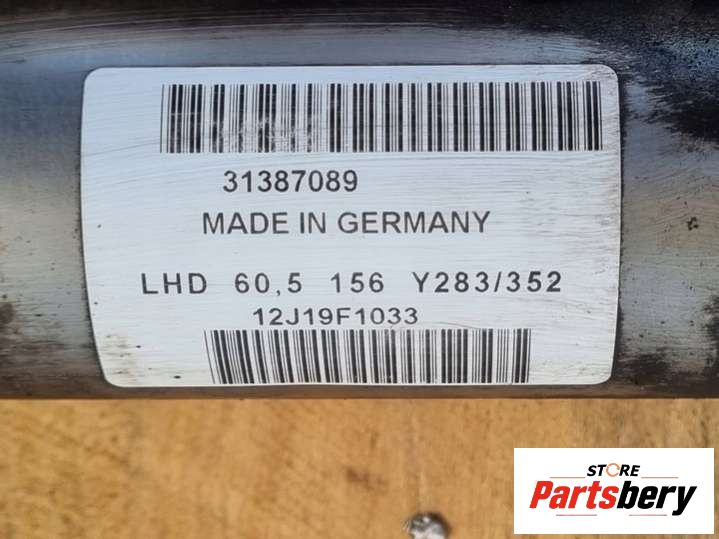 31387089
MADE IN GERMANY
LHD 60,5 156 Y283/352
12J19F1033
STORE
Partsbery